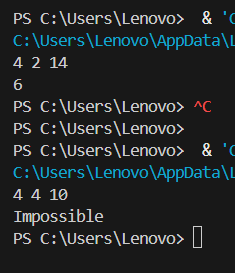 PS C:\Users\Lenovo>  & 'C
C:\Users\Lenovo\AppData\L
4 2 14
6
PS C:\Users\Lenovo> ^C
PS C:\Users\Lenovo>
PS C:\Users\Lenovo>  & 'C
C:\Users\Lenovo\AppData\L
4 4 10
Impossible
PS C:\Users\Lenovo>